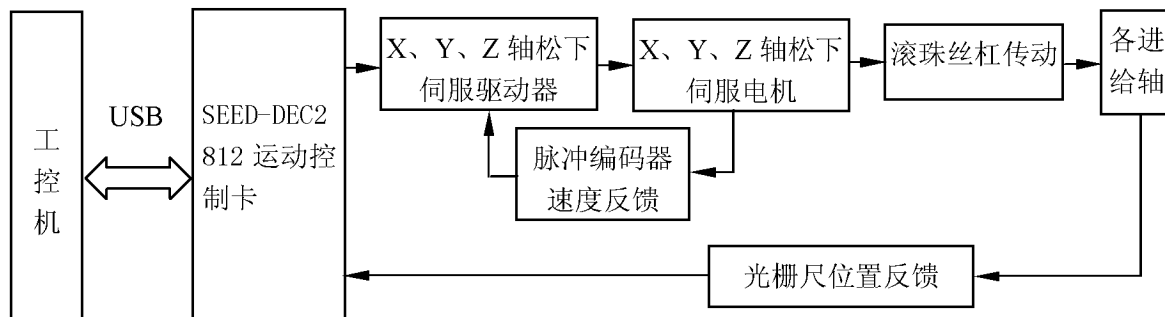 工
控
机
USB
SEED-DEC2
812 运动控
制卡
X、Y、Z 轴松下
伺服驱动器
X、Y、Z 轴松下
伺服电机
滚珠丝杠传动
各进
给轴
脉冲编码器
速度反馈
光栅尺位置反馈